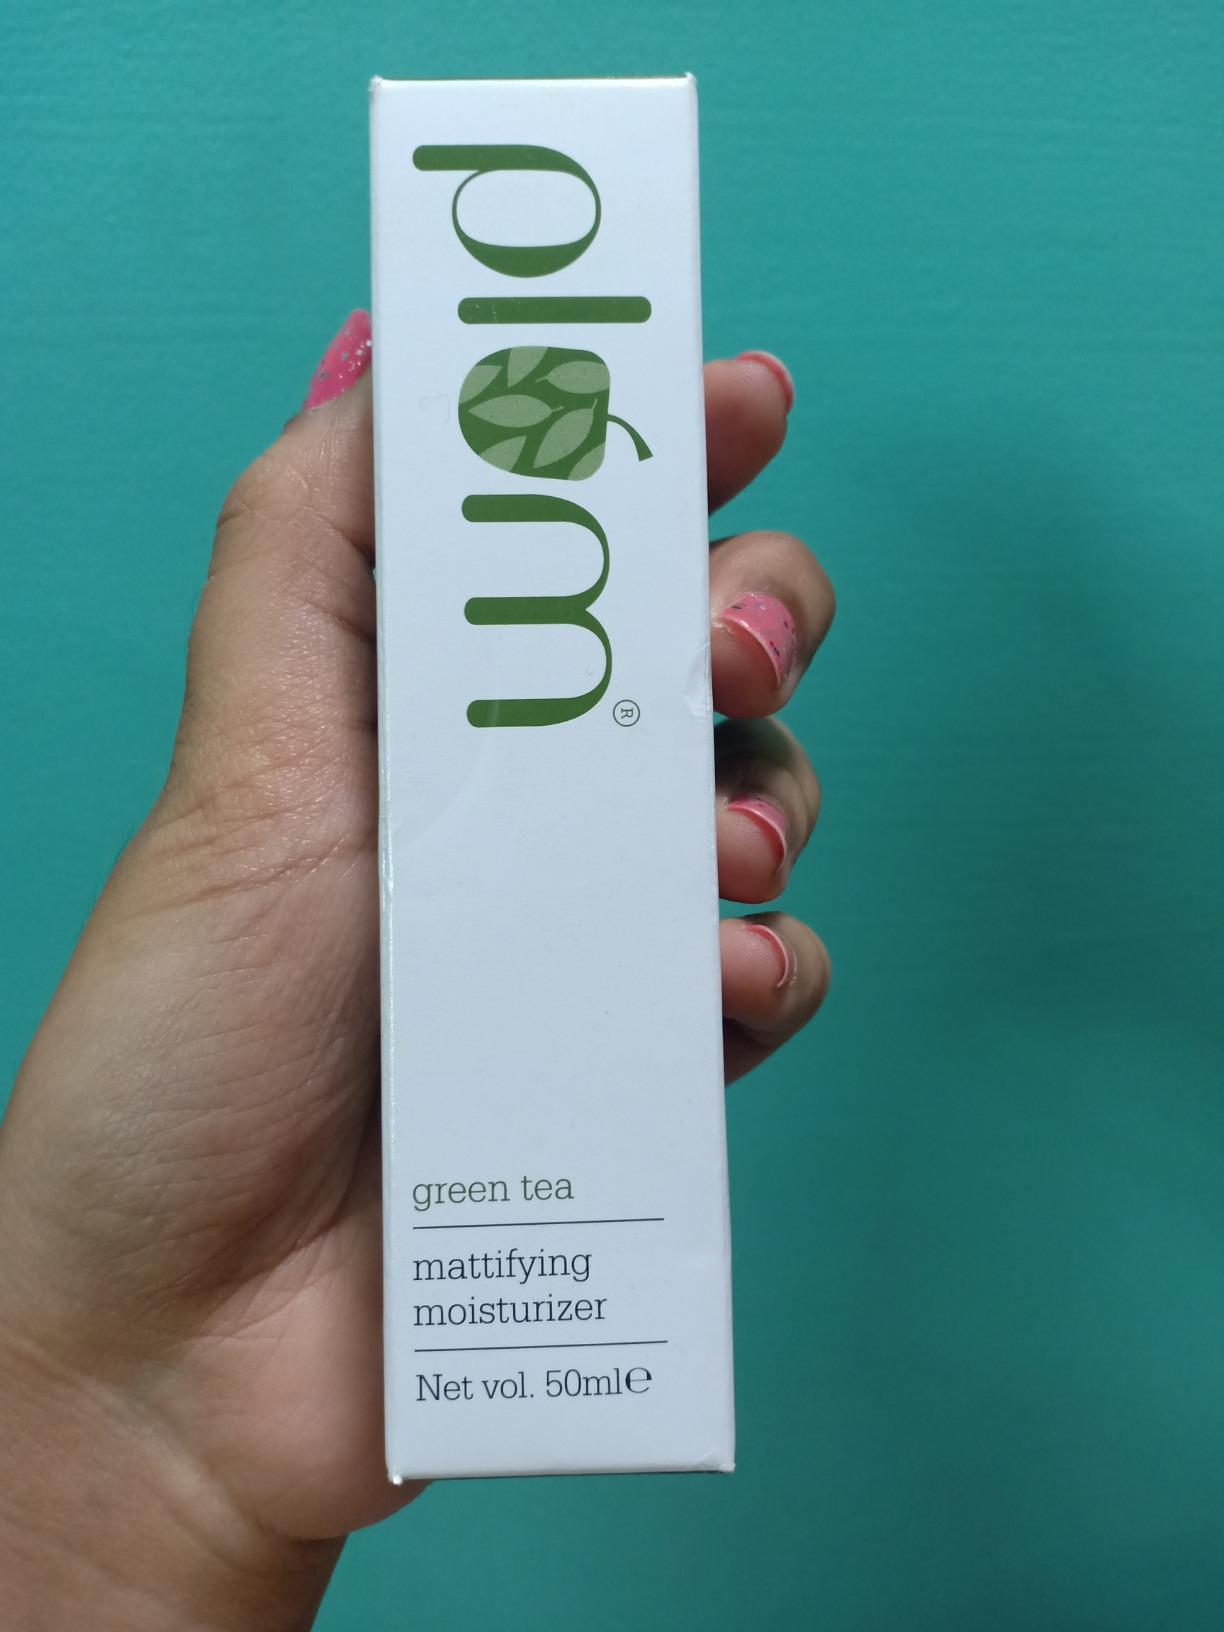 plum®
green tea
mattifying
moisturizer
Net vol. 50ml℮